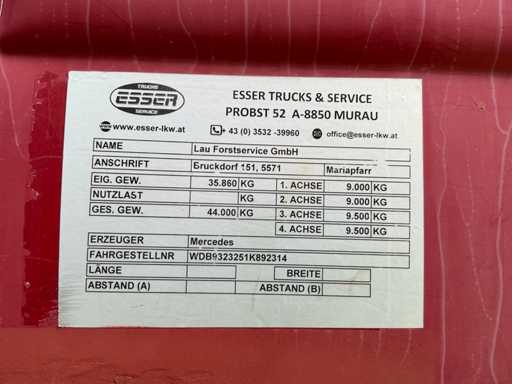 TRUCKS
ESSER
SERVICE
ESSER TRUCKS & SERVICE
PROBST 52 A-8850 MURAU
www.esser-lkw.at + 43 (0) 3532 -39960 office@esser-lkw.at
NAME Lau Forstservice GmbH
ANSCHRIFT Bruckdorf 151, 5571 Mariapfarr
EIG. GEW. 35.860 KG 1. ACHSE 9.000 KG
NUTZLAST KG 2. ACHSE 9.000 KG
GES. GEW. 44.000 KG 3. ACHSE 9.500 KG
4. ACHSE 9.500 KG
ERZEUGER Mercedes
FAHRGESTELLNR WDB9323251K892314
LÄNGE BREITE
ABSTAND (A) ABSTAND (B)